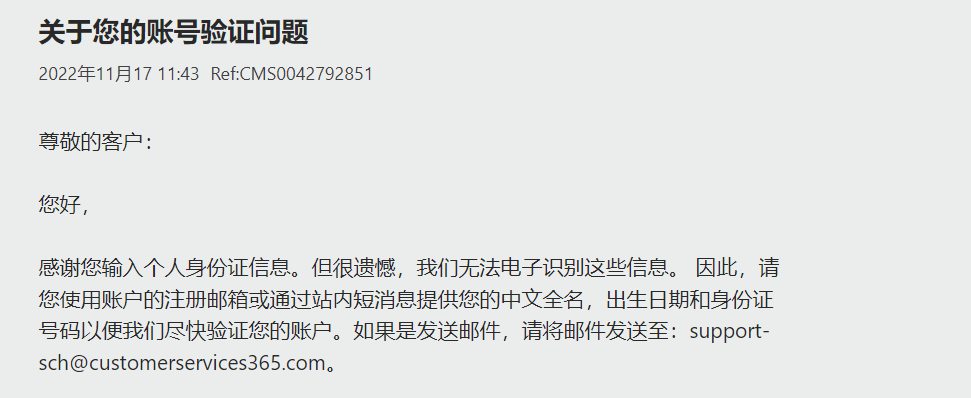 关于您的账号验证问题
2022年11月17 11:43 Ref:CMS0042792851
尊敬的客户：
您好，
感谢您输入个人身份证信息。但很遗憾，我们无法电子识别这些信息。 因此，请
您使用账户的注册邮箱或通过站内短消息提供您的中文全名，出生日期和身份证
号码以便我们尽快验证您的账户。如果是发送邮件，请将邮件发送至：support-
sch@customerservices365.com。